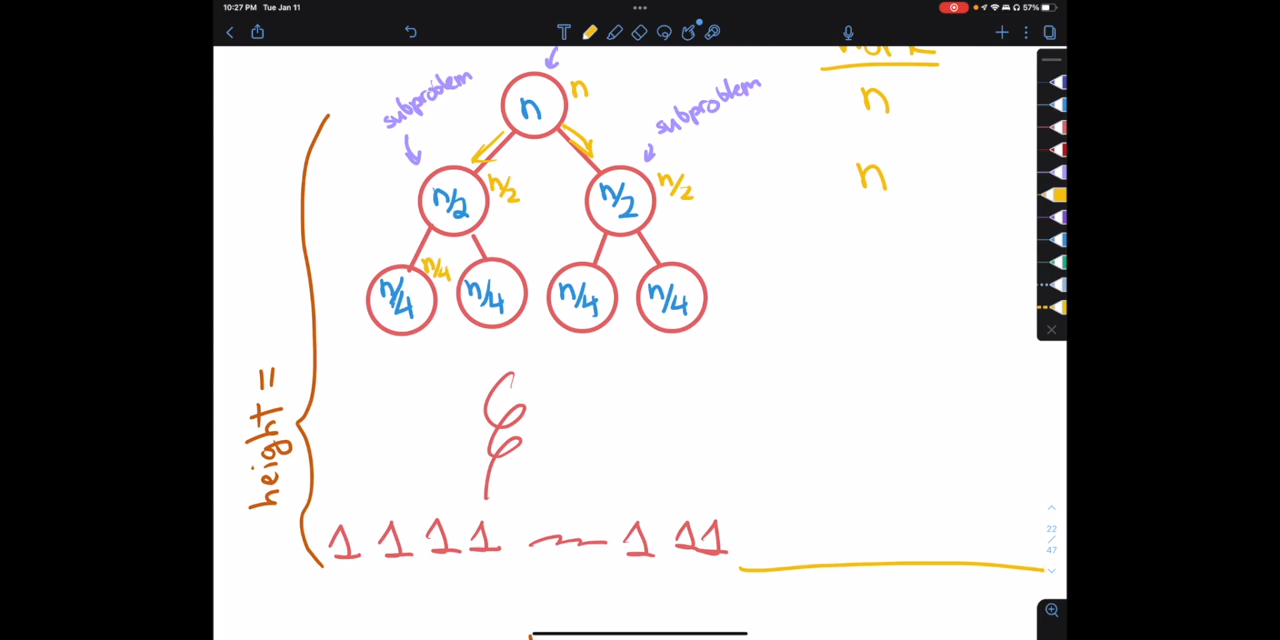 10:27 PM Tue Jan 11
57%
T
n
n
subproblem
subproblem
n
n
n/2
n/2
n/2
n/2
n
n/4
n/4
n/4
n/4
n/4
height =
1 1 1 1 1 1 1
22
/
47